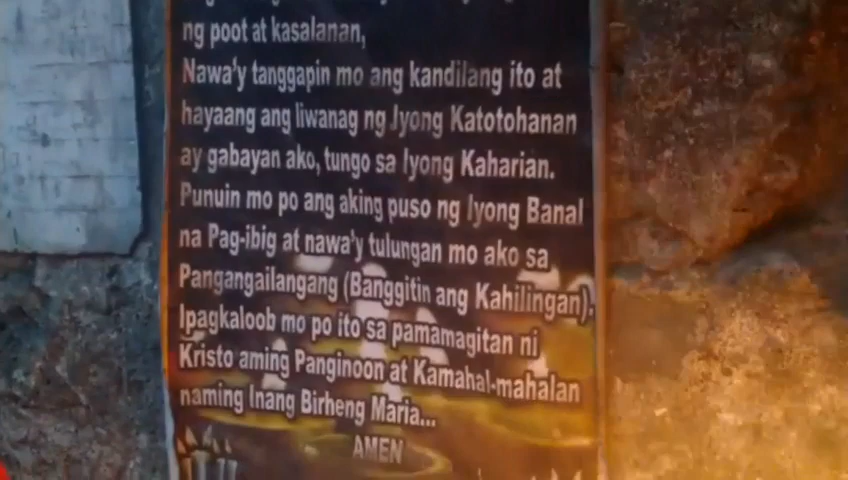 ng poot at kasalanan,
Nawa'y tanggapin mo ang kandilang ito at
hayaang ang liwanag ng Iyong Katotohanan
ay gabayan ako, tungo sa Iyong Kaharian.
Punuin mo po ang aking puso ng Iyong Banal
na Pag-ibig at nawa'y tulungan mo ako sa
Pangangailangang (Banggitin ang Kahilingan).
Ipagkaloob mo po ito sa pamamagitan ni
Kristo aming Panginoon at Kamahal-mahalan
naming Inang Birheng Maria...
AMEN